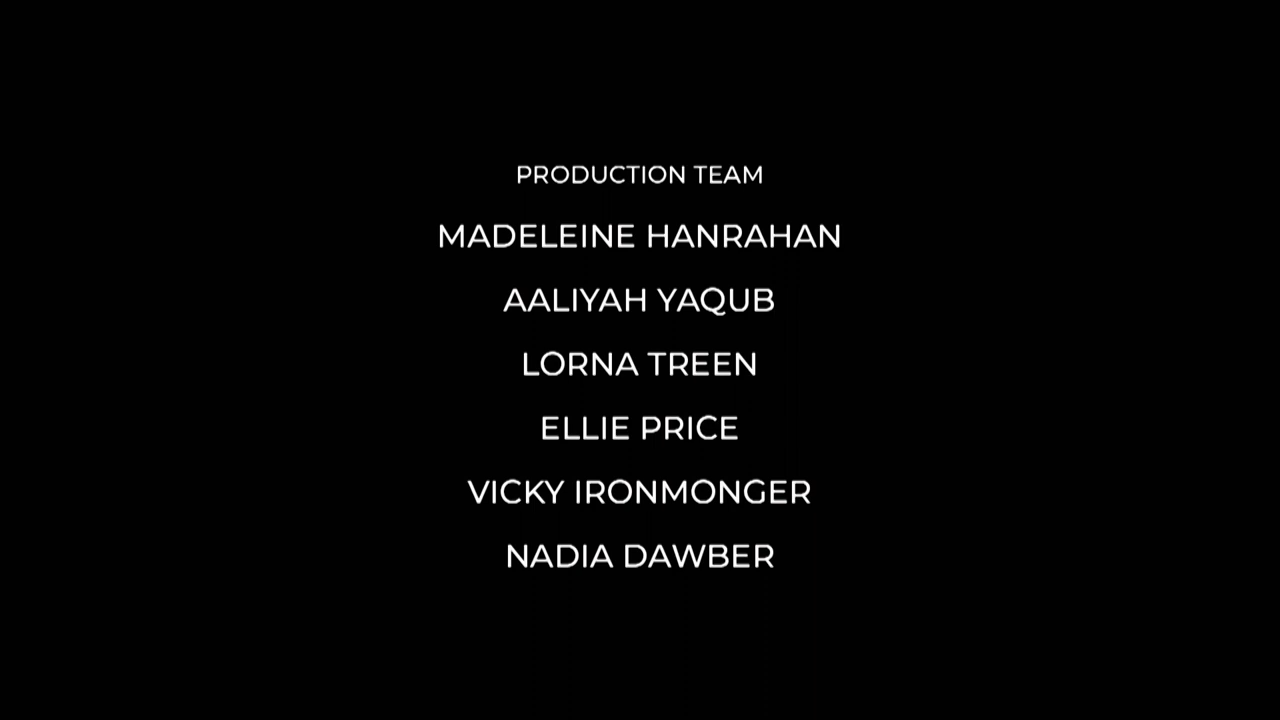 PRODUCTION TEAM
MADELEINE HANRAHAN
AALIYAH YAQUB
LORNA TREEN
ELLIE PRICE
VICKY IRONMONGER
NADIA DAWBER